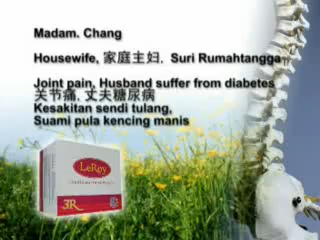 Madam. Chang
Housewife, 家庭主妇, Suri Rumahtangga
Joint pain, Husband suffer from diabetes
关节痛, 丈夫糖尿病
Kesakitan sendi tulang,
Suami pula kencing manis
LeRoy
3R